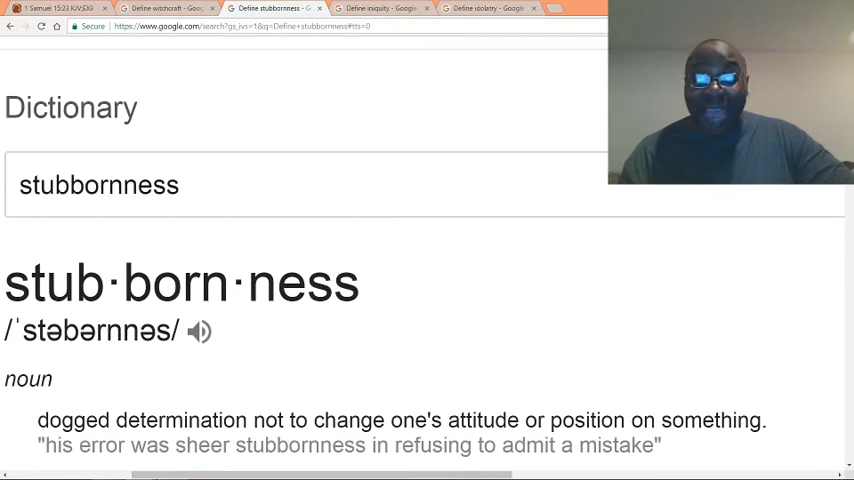 1 Samuel 15:23 KJV;EXB
Define witchcraft - Goog
Define stubbornness - G
Define iniquity - Google
Define idolatry - Google
Secure https://www.google.com/search?gs_ivs=1&q=Define+stubbornness#tts=0
Dictionary
stubbornness
stub·born·ness
/ˈstəbərnnəs/
noun
dogged determination not to change one's attitude or position on something.
"his error was sheer stubbornness in refusing to admit a mistake"